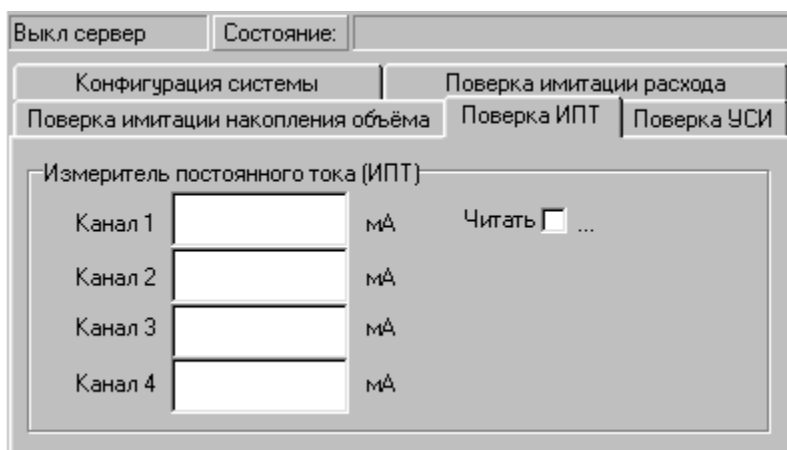 Выкл сервер Состояние:
Конфигурация системы Поверка имитации расхода
Поверка имитации накопления объёма Поверка ИПТ Поверка УСИ
Измеритель постоянного тока (ИПТ)
Канал 1 мА Читать ...
Канал 2 мА
Канал 3 мА
Канал 4 мА